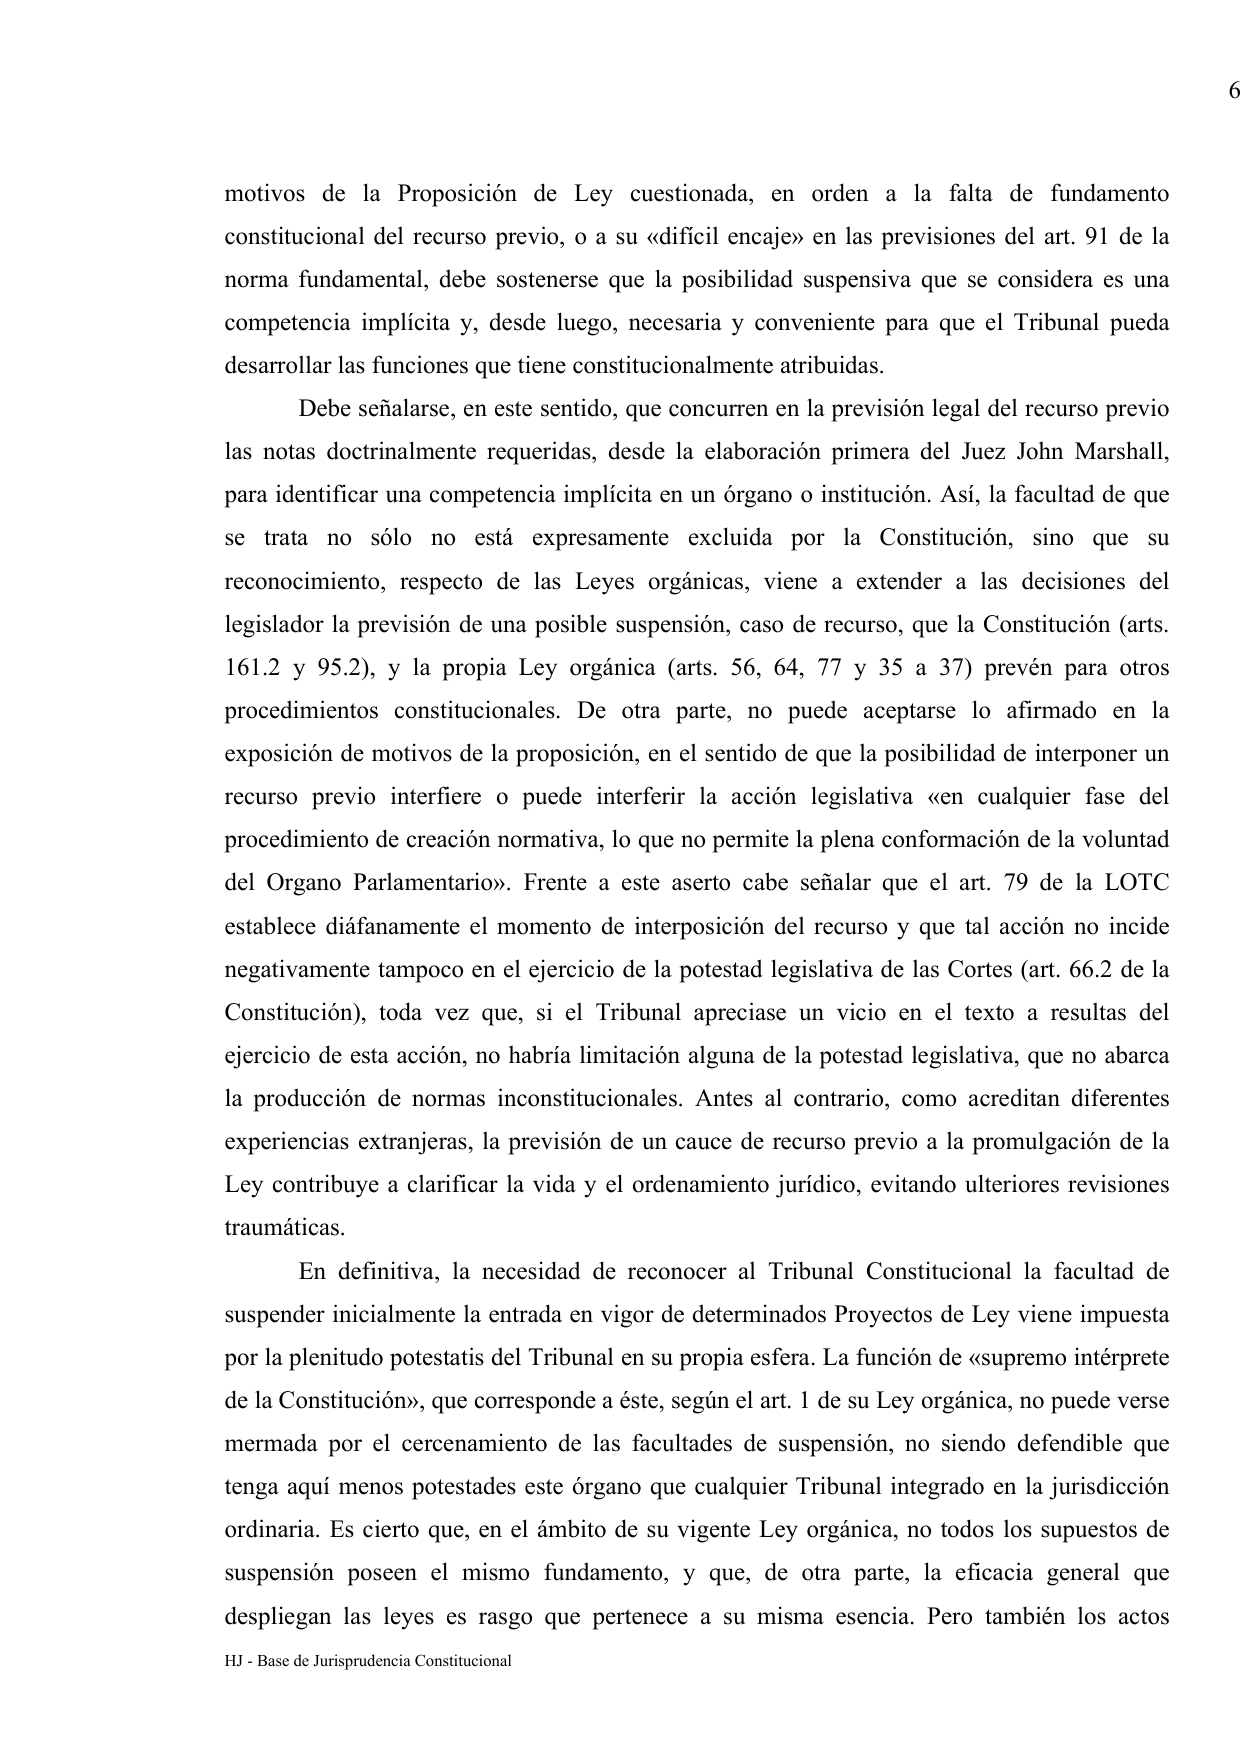 6
motivos de la Proposición de Ley cuestionada, en orden a la falta de fundamento
constitucional del recurso previo, o a su «difícil encaje» en las previsiones del art. 91 de la
norma fundamental, debe sostenerse que la posibilidad suspensiva que se considera es una
competencia implícita y, desde luego, necesaria y conveniente para que el Tribunal pueda
desarrollar las funciones que tiene constitucionalmente atribuidas.
Debe señalarse, en este sentido, que concurren en la previsión legal del recurso previo
las notas doctrinalmente requeridas, desde la elaboración primera del Juez John Marshall,
para identificar una competencia implícita en un órgano o institución. Así, la facultad de que
se trata no sólo no está expresamente excluida por la Constitución, sino que su
reconocimiento, respecto de las Leyes orgánicas, viene a extender a las decisiones del
legislador la previsión de una posible suspensión, caso de recurso, que la Constitución (arts.
161.2 y 95.2), y la propia Ley orgánica (arts. 56, 64, 77 y 35 a 37) prevén para otros
procedimientos constitucionales. De otra parte, no puede aceptarse lo afirmado en la
exposición de motivos de la proposición, en el sentido de que la posibilidad de interponer un
recurso previo interfiere o puede interferir la acción legislativa «en cualquier fase del
procedimiento de creación normativa, lo que no permite la plena conformación de la voluntad
del Organo Parlamentario». Frente a este aserto cabe señalar que el art. 79 de la LOTC
establece diáfanamente el momento de interposición del recurso y que tal acción no incide
negativamente tampoco en el ejercicio de la potestad legislativa de las Cortes (art. 66.2 de la
Constitución), toda vez que, si el Tribunal apreciase un vicio en el texto a resultas del
ejercicio de esta acción, no habría limitación alguna de la potestad legislativa, que no abarca
la producción de normas inconstitucionales. Antes al contrario, como acreditan diferentes
experiencias extranjeras, la previsión de un cauce de recurso previo a la promulgación de la
Ley contribuye a clarificar la vida y el ordenamiento jurídico, evitando ulteriores revisiones
traumáticas.
En definitiva, la necesidad de reconocer al Tribunal Constitucional la facultad de
suspender inicialmente la entrada en vigor de determinados Proyectos de Ley viene impuesta
por la plenitudo potestatis del Tribunal en su propia esfera. La función de «supremo intérprete
de la Constitución», que corresponde a éste, según el art. 1 de su Ley orgánica, no puede verse
mermada por el cercenamiento de las facultades de suspensión, no siendo defendible que
tenga aquí menos potestades este órgano que cualquier Tribunal integrado en la jurisdicción
ordinaria. Es cierto que, en el ámbito de su vigente Ley orgánica, no todos los supuestos de
suspensión poseen el mismo fundamento, y que, de otra parte, la eficacia general que
despliegan las leyes es rasgo que pertenece a su misma esencia. Pero también los actos
HJ - Base de Jurisprudencia Constitucional